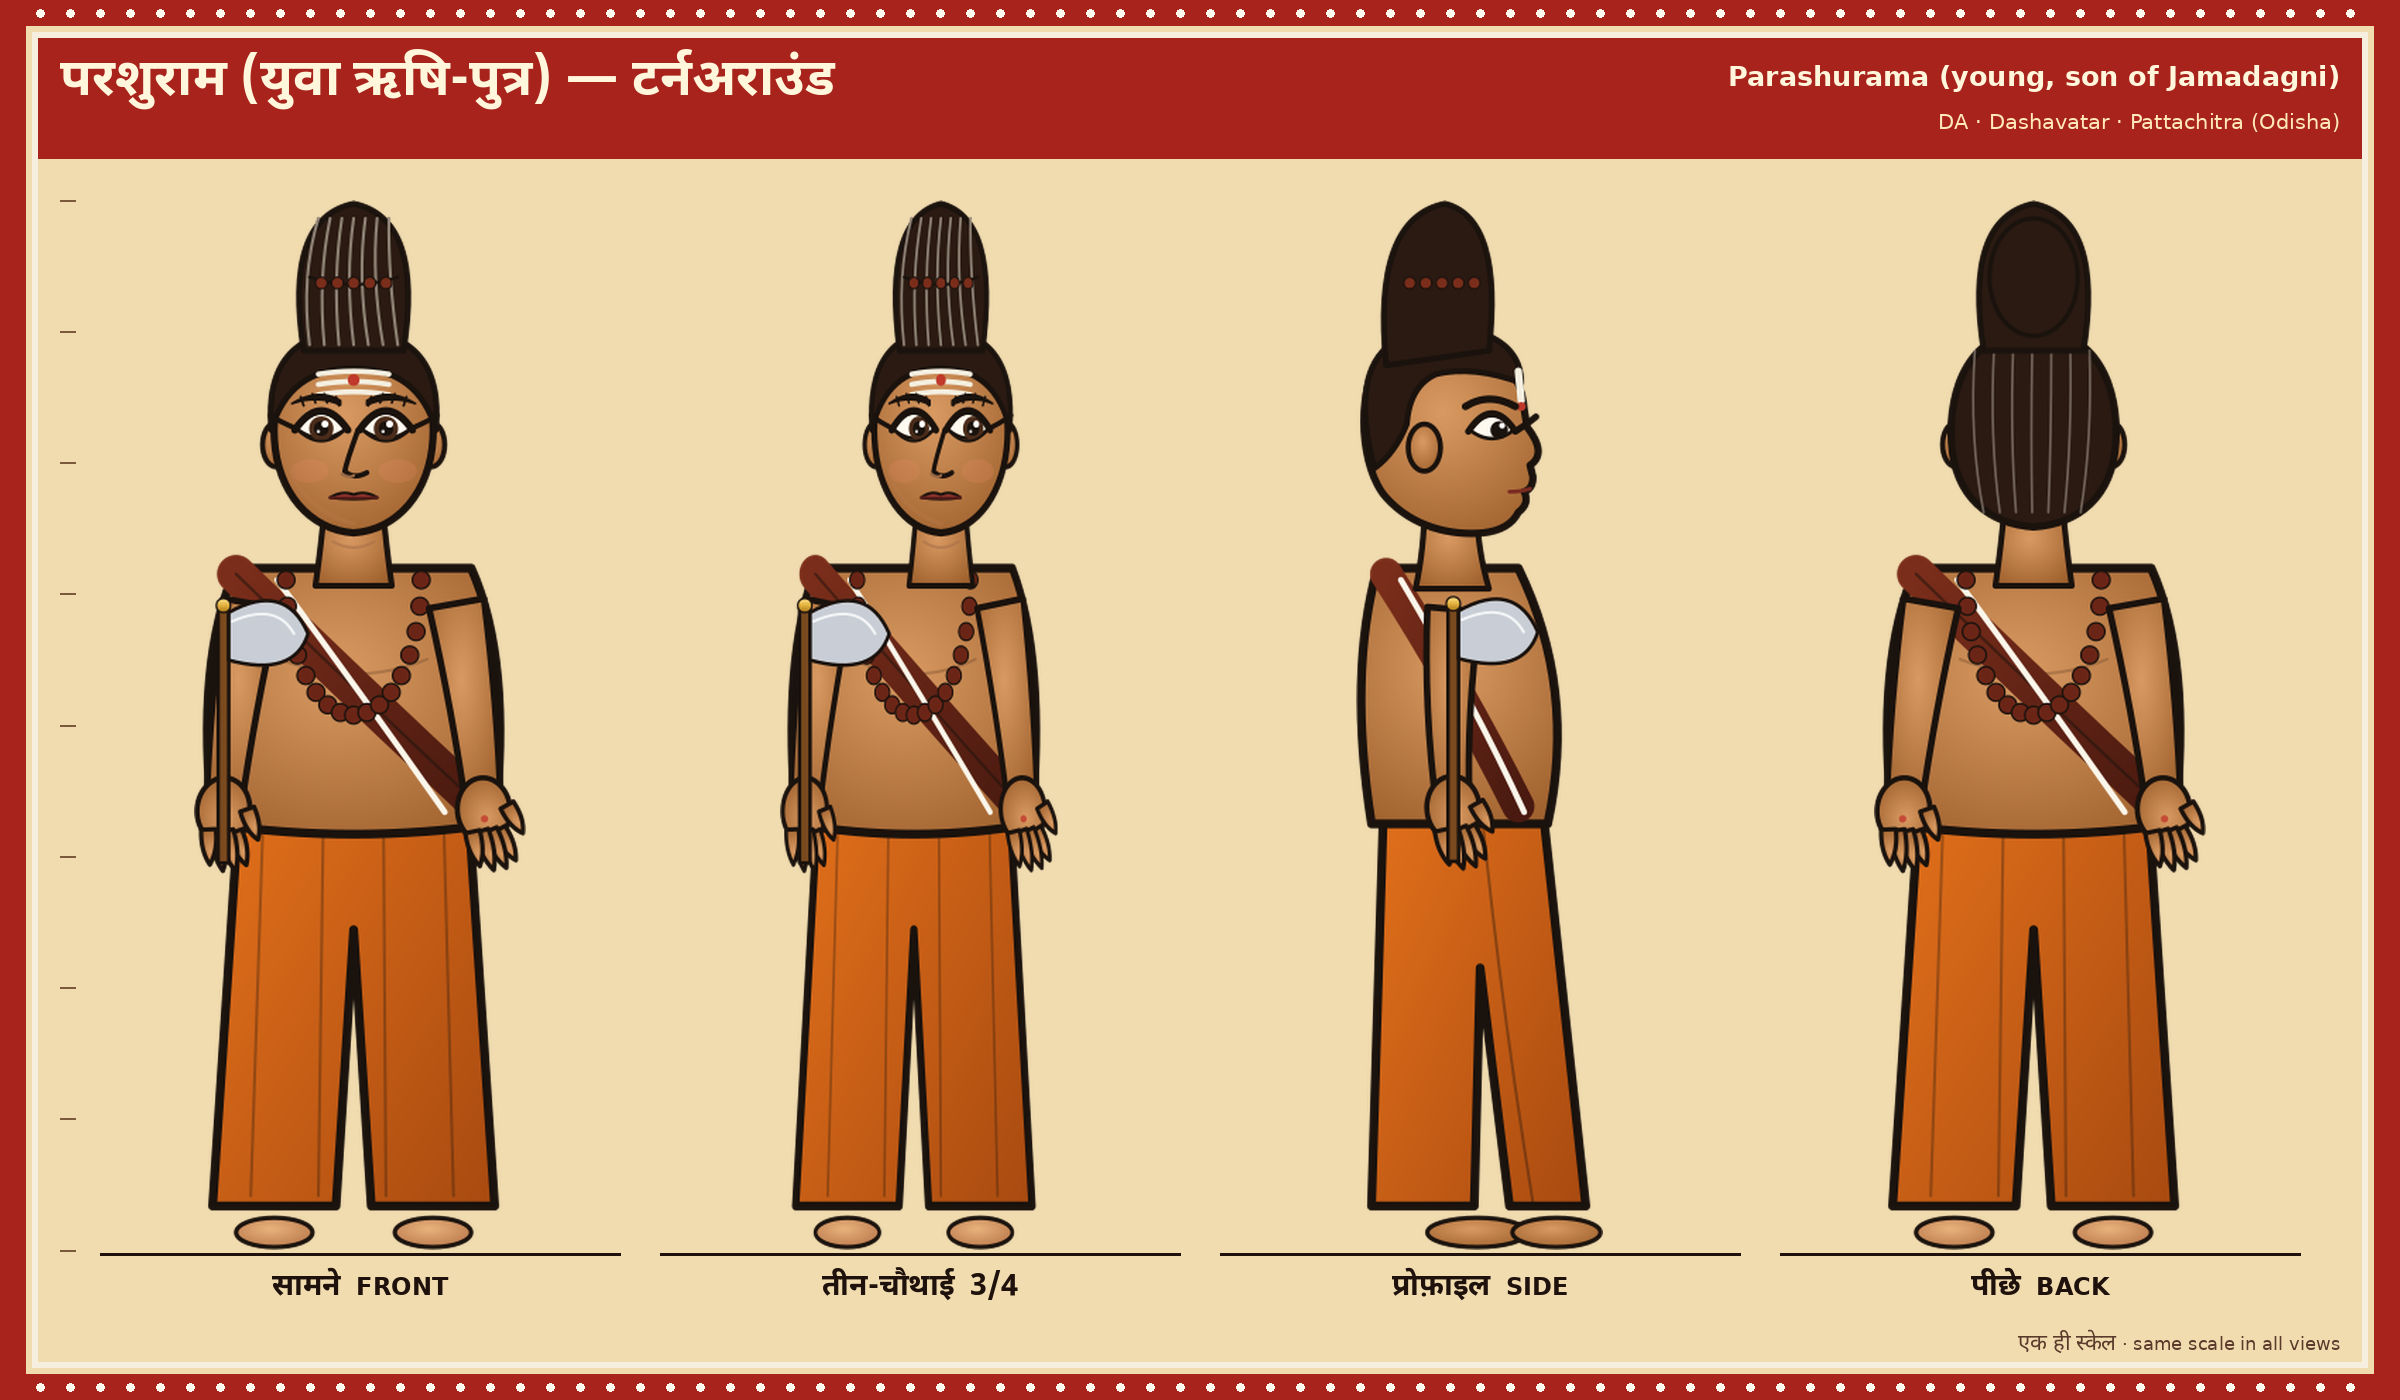 परशुराम (युवा ऋषि-पुत्र) — टर्नअराउंड
Parashurama (young, son of Jamadagni)
DA · Dashavatar · Pattachitra (Odisha)
सामने FRONT
तीन-चौथाई 3/4
प्रोफ़ाइल SIDE
पीछे BACK
एक ही स्केल · same scale in all views